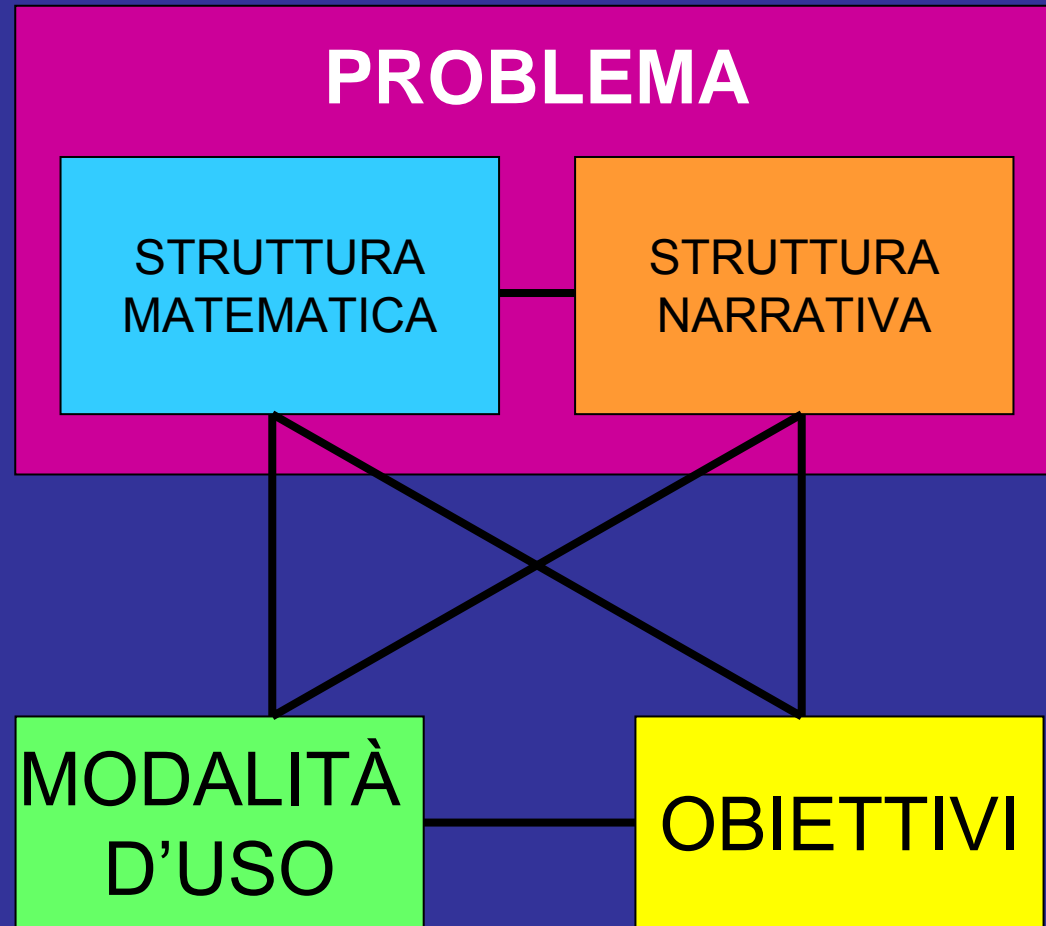 PROBLEMA
STRUTTURA
MATEMATICA
STRUTTURA
NARRATIVA
MODALITÀ
D’USO
OBIETTIVI